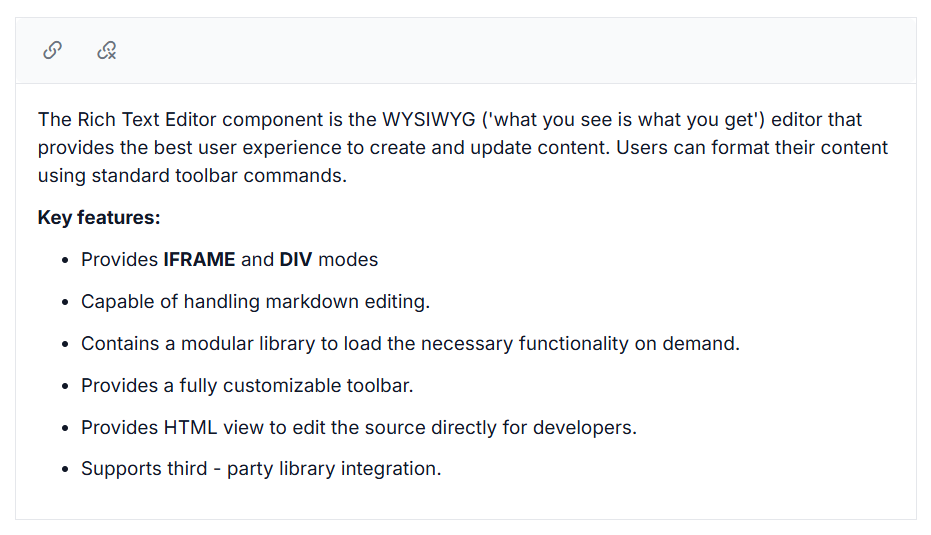 The Rich Text Editor component is the WYSIWYG ('what you see is what you get') editor that
provides the best user experience to create and update content. Users can format their content
using standard toolbar commands.
Key features:
• Provides IFRAME and DIV modes
• Capable of handling markdown editing.
• Contains a modular library to load the necessary functionality on demand.
• Provides a fully customizable toolbar.
• Provides HTML view to edit the source directly for developers.
• Supports third - party library integration.